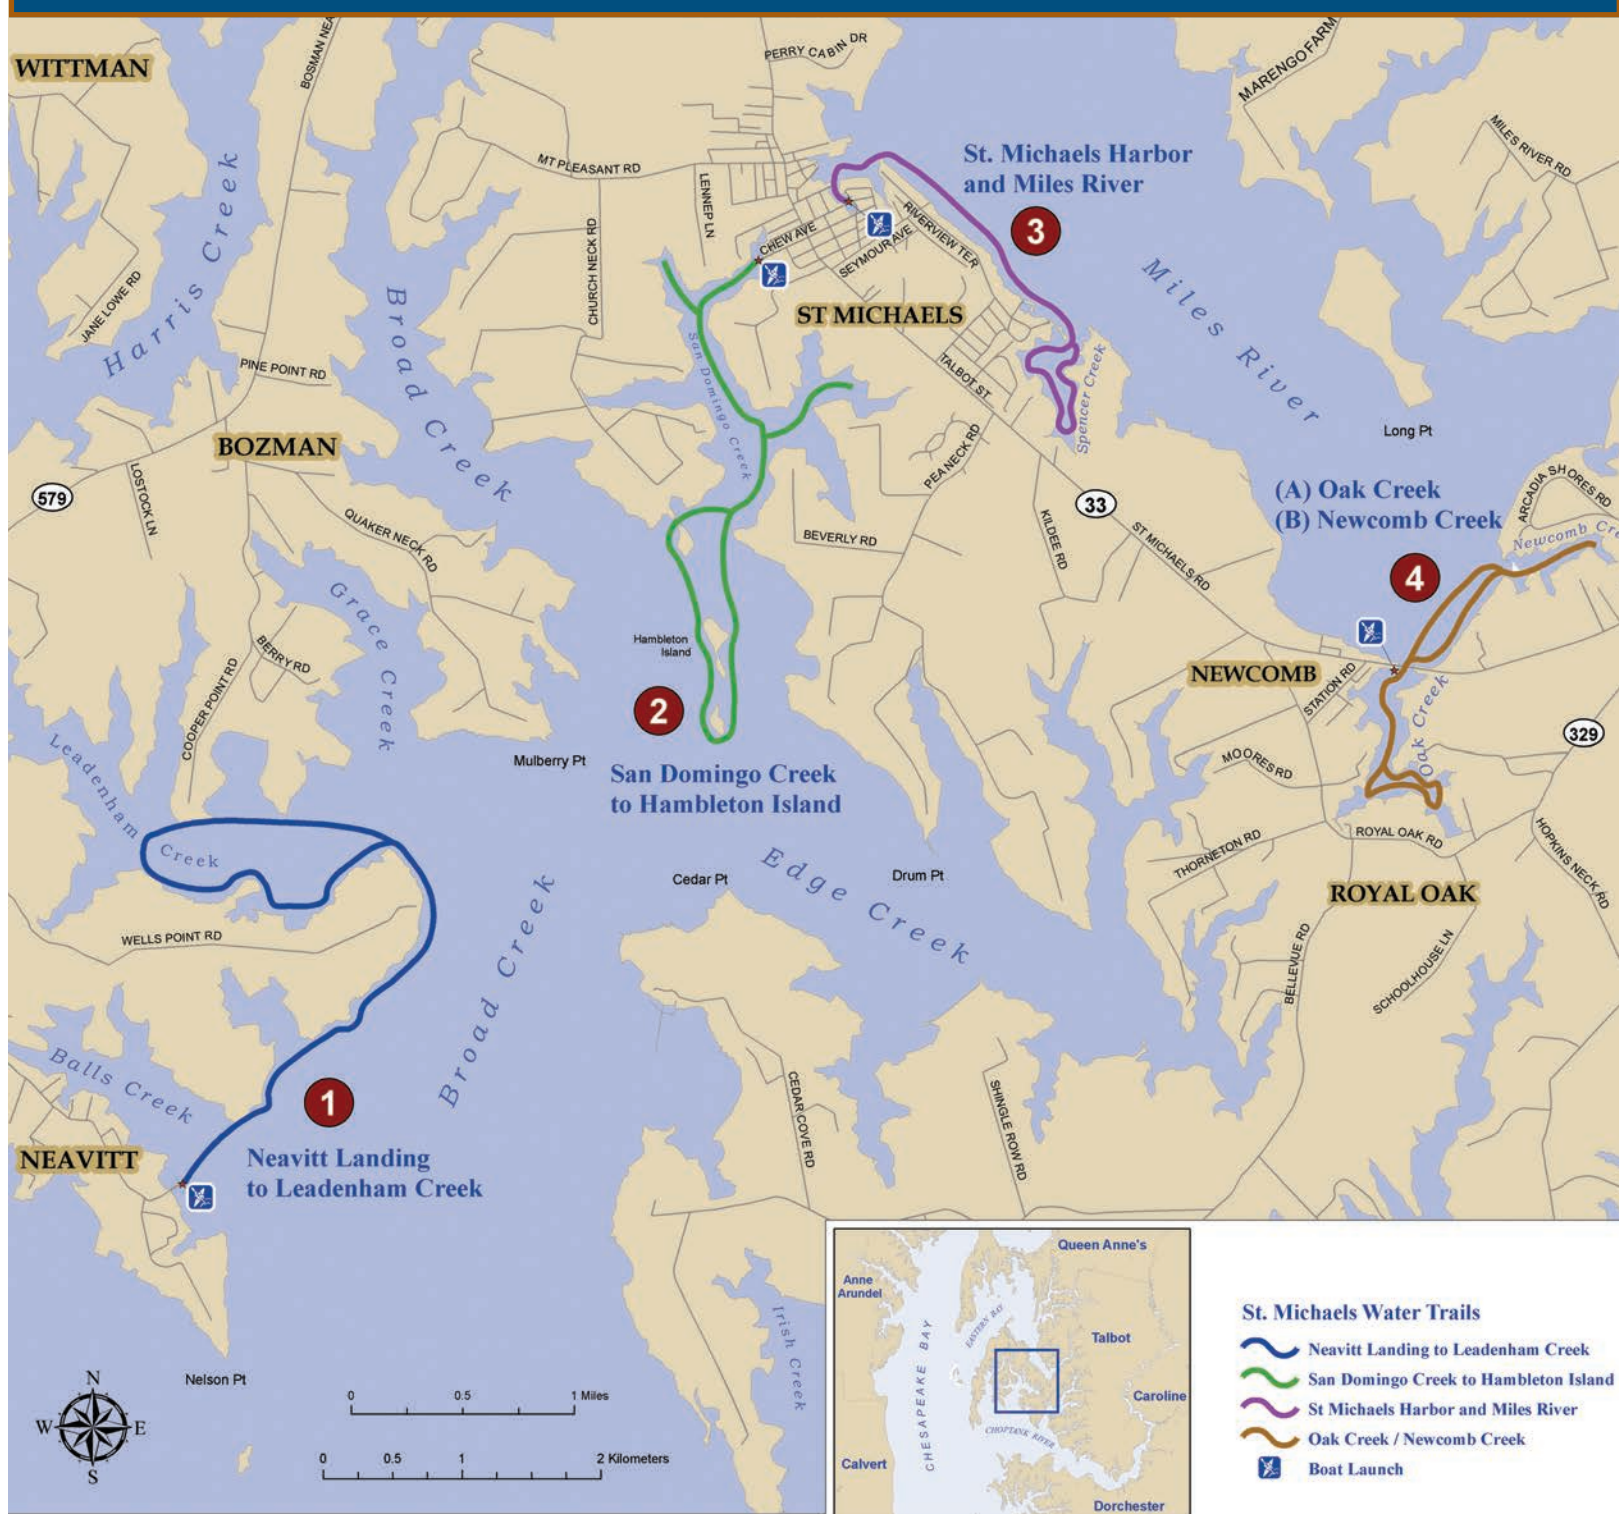 WITTMAN
BOSMAN NEA
PERRY CABIN DR
MARENGO FARM
MILES RIVER RD
MT PLEASANT RD
LENNEP LN
CHURCH NECK RD
St. Michaels Harbor
and Miles River
3
Harris Creek
JANE LOWE RD
CHEW AVE
SEYMOUR AVE
RIVERVIEW TER
Miles River
Broad Creek
ST MICHAELS
San Domingo Creek
PINE POINT RD
TALBOT ST
Spencer Creek
Long Pt
BOZMAN
LOSTOCK LN
579
PEA NECK RD
33
(A) Oak Creek
(B) Newcomb Creek
4
ARCADIA SHORES RD
Newcomb Cre
QUAKER NECK RD
BEVERLY RD
KILDEE RD
ST MICHAELS RD
Grace Creek
BERRY RD
COOPER POINT RD
Hambleton
Island
NEWCOMB
STATION RD
Oak Creek
329
2
Mulberry Pt
San Domingo Creek
to Hambleton Island
MOORES RD
Leadenham
Creek
THORNETON RD
ROYAL OAK RD
HOPKINS NECK RD
Cedar Pt
Edge Creek
Drum Pt
ROYAL OAK
WELLS POINT RD
Broad Creek
BELLEVUE RD
SCHOOLHOUSE LN
Balls Creek
1
CEDAR COVE RD
SHINGLE ROW RD
NEAVITT
Neavitt Landing
to Leadenham Creek
Irish Creek
Nelson Pt
N
W
E
S
0 0.5 1 Miles
0 0.5 1 2 Kilometers
Queen Anne's
Anne
Arundel
EASTERN BAY
CHESAPEAKE BAY
Talbot
Caroline
CHOPTANK RIVER
Calvert
Dorchester
St. Michaels Water Trails
Neavitt Landing to Leadenham Creek
San Domingo Creek to Hambleton Island
St Michaels Harbor and Miles River
Oak Creek / Newcomb Creek
Boat Launch